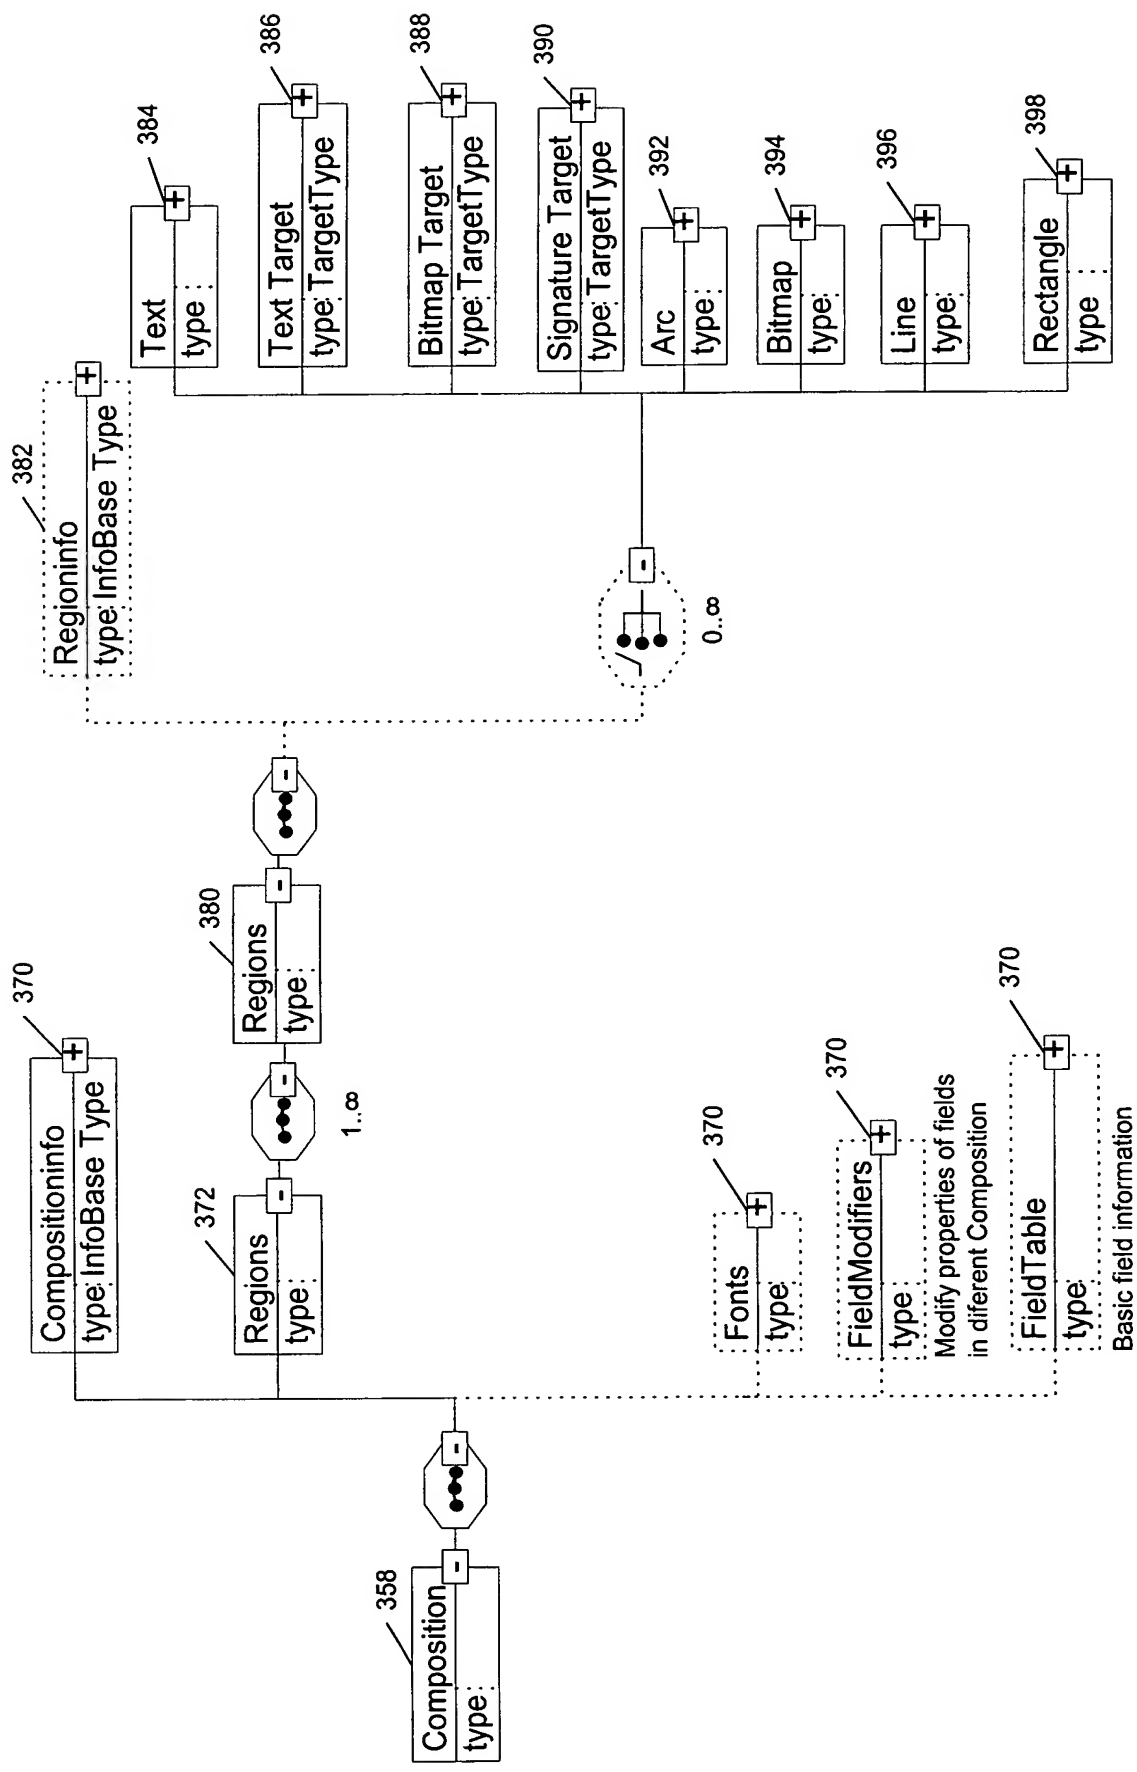 358
Composition
type:
-
-
370
Compositioninfo
type:InfoBase Type
+
372
Regions
type:
-
-
1..∞
380
Regions
type:
-
-
382
Regioninfo
type:InfoBase Type
+
-
0..∞
384
Text
type:
+
386
Text Target
type:TargetType
+
388
Bitmap Target
type:TargetType
+
390
Signature Target
type:TargetType
+
392
Arc
type:
+
394
Bitmap
type:
+
396
Line
type:
+
398
Rectangle
type
+
370
Fonts
type
+
370
FieldModifiers
type
+
Modify properties of fields
in diferent Composition
370
FieldTable
type
+
Basic field information